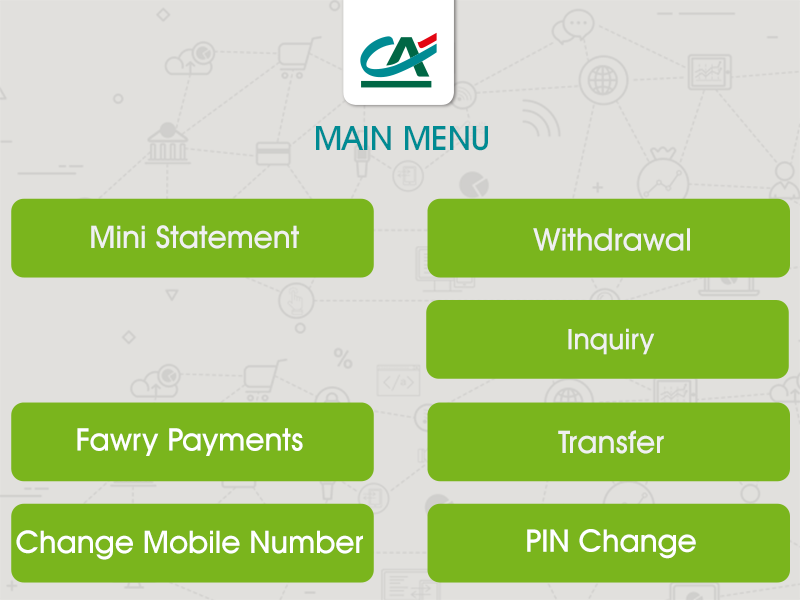 CA
MAIN MENU
Mini Statement
Withdrawal
Inquiry
Fawry Payments
Transfer
Change Mobile Number
PIN Change